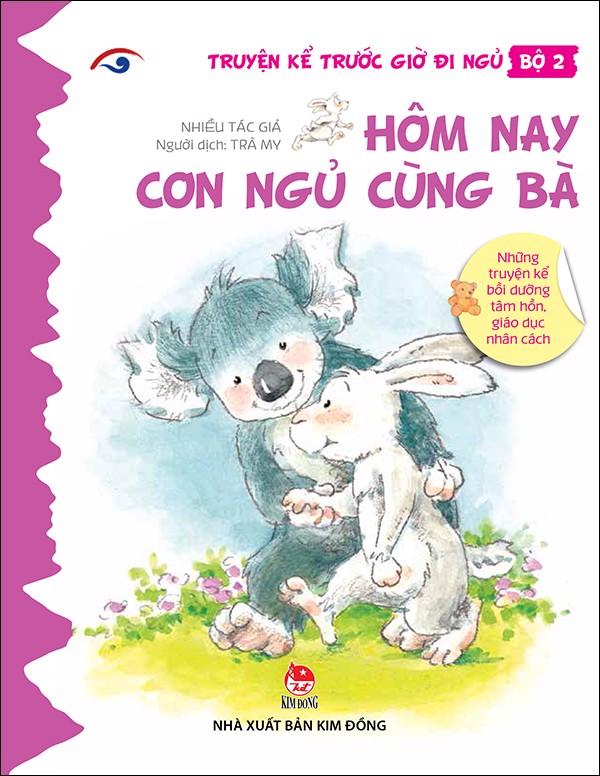 TRUYỆN KỂ TRƯỚC GIỜ ĐI NGỦ BỘ 2
NHIỀU TÁC GIẢ
Người dịch: TRÀ MY
HÔM NAY
CON NGỦ CÙNG BÀ
Những
truyện kể
bồi dưỡng
tâm hồn,
giáo dục
nhân cách
KIM ĐỒNG
NHÀ XUẤT BẢN KIM ĐỒNG